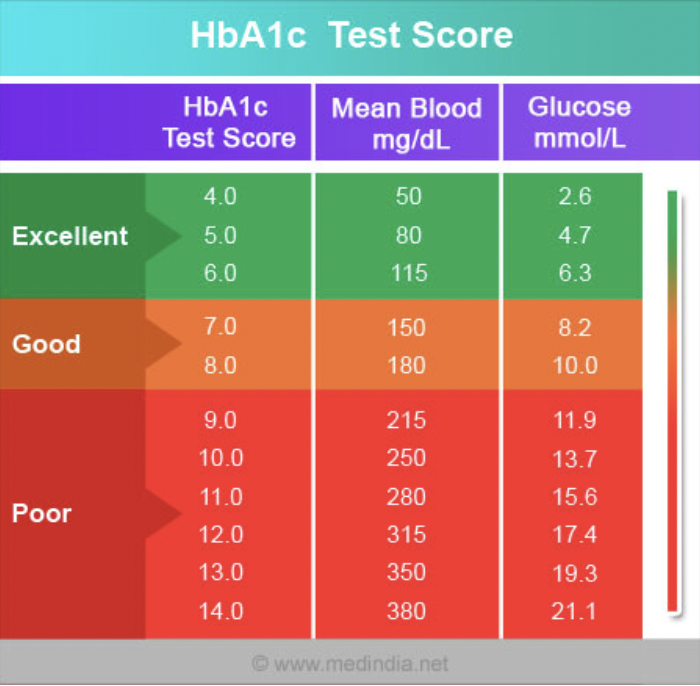 HbA1c Test Score
HbA1c
Test Score
Mean Blood
mg/dL
Glucose
mmol/L
Excellent
4.0 50 2.6
5.0 80 4.7
6.0 115 6.3
Good
7.0 150 8.2
8.0 180 10.0
Poor
9.0 215 11.9
10.0 250 13.7
11.0 280 15.6
12.0 315 17.4
13.0 350 19.3
14.0 380 21.1
© www.medindia.net